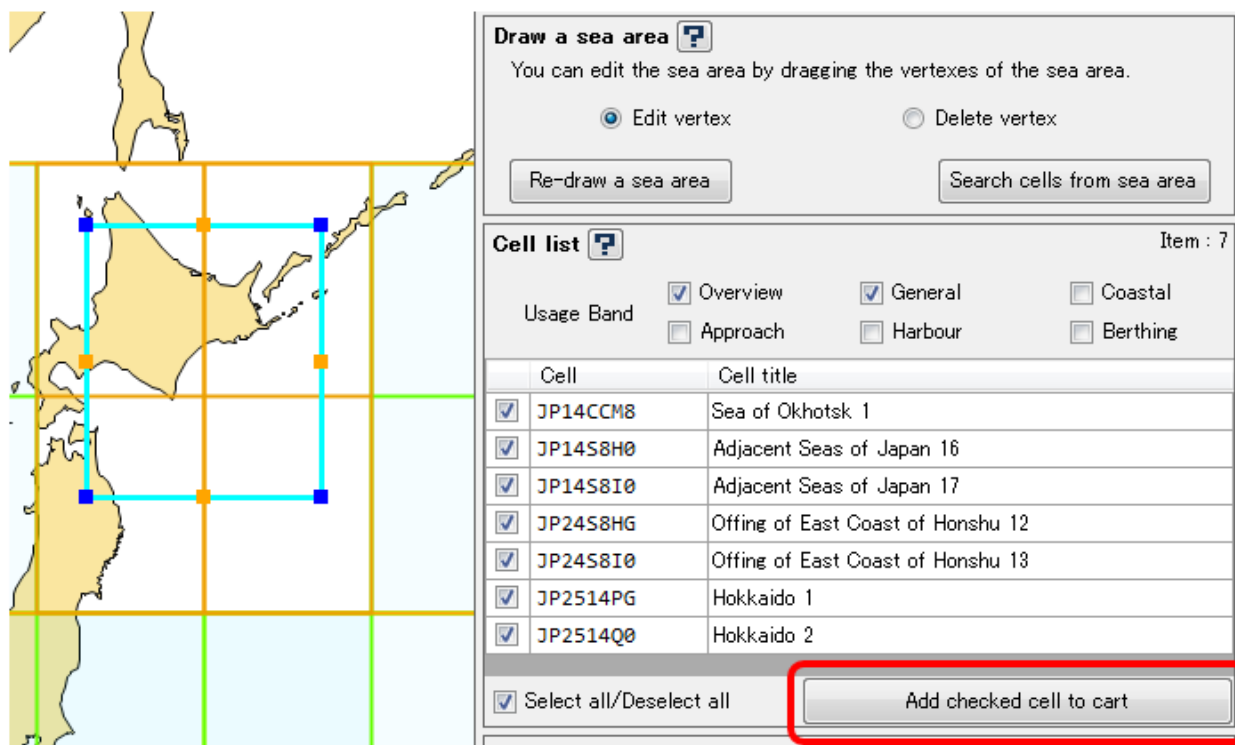 Draw a sea area ?
You can edit the sea area by dragging the vertexes of the sea area.
Edit vertex Delete vertex
Re-draw a sea area Search cells from sea area
Cell list ? Item : 7
Usage Band
Overview General Coastal
Approach Harbour Berthing
Cell Cell title
JP14CCM8 Sea of Okhotsk 1
JP14S8H0 Adjacent Seas of Japan 16
JP14S8I0 Adjacent Seas of Japan 17
JP24S8HG Offing of East Coast of Honshu 12
JP24S8I0 Offing of East Coast of Honshu 13
JP2514PG Hokkaido 1
JP2514Q0 Hokkaido 2
Select all/Deselect all Add checked cell to cart